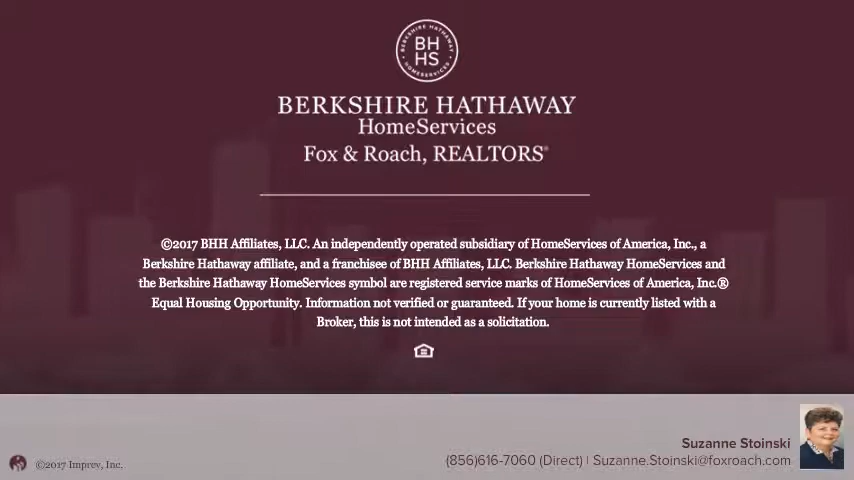 BERKSHIRE HATHAWAY
HOMESERVICES
BH
HS
BERKSHIRE HATHAWAY
HomeServices
Fox & Roach, REALTORS®
©2017 BHH Affiliates, LLC. An independently operated subsidiary of HomeServices of America, Inc., a
Berkshire Hathaway affiliate, and a franchisee of BHH Affiliates, LLC. Berkshire Hathaway HomeServices and
the Berkshire Hathaway HomeServices symbol are registered service marks of HomeServices of America, Inc.®
Equal Housing Opportunity. Information not verified or guaranteed. If your home is currently listed with a
Broker, this is not intended as a solicitation.
Suzanne Stoinski
(856)616-7060 (Direct) | Suzanne.Stoinski@foxroach.com
©2017 Imprev, Inc.